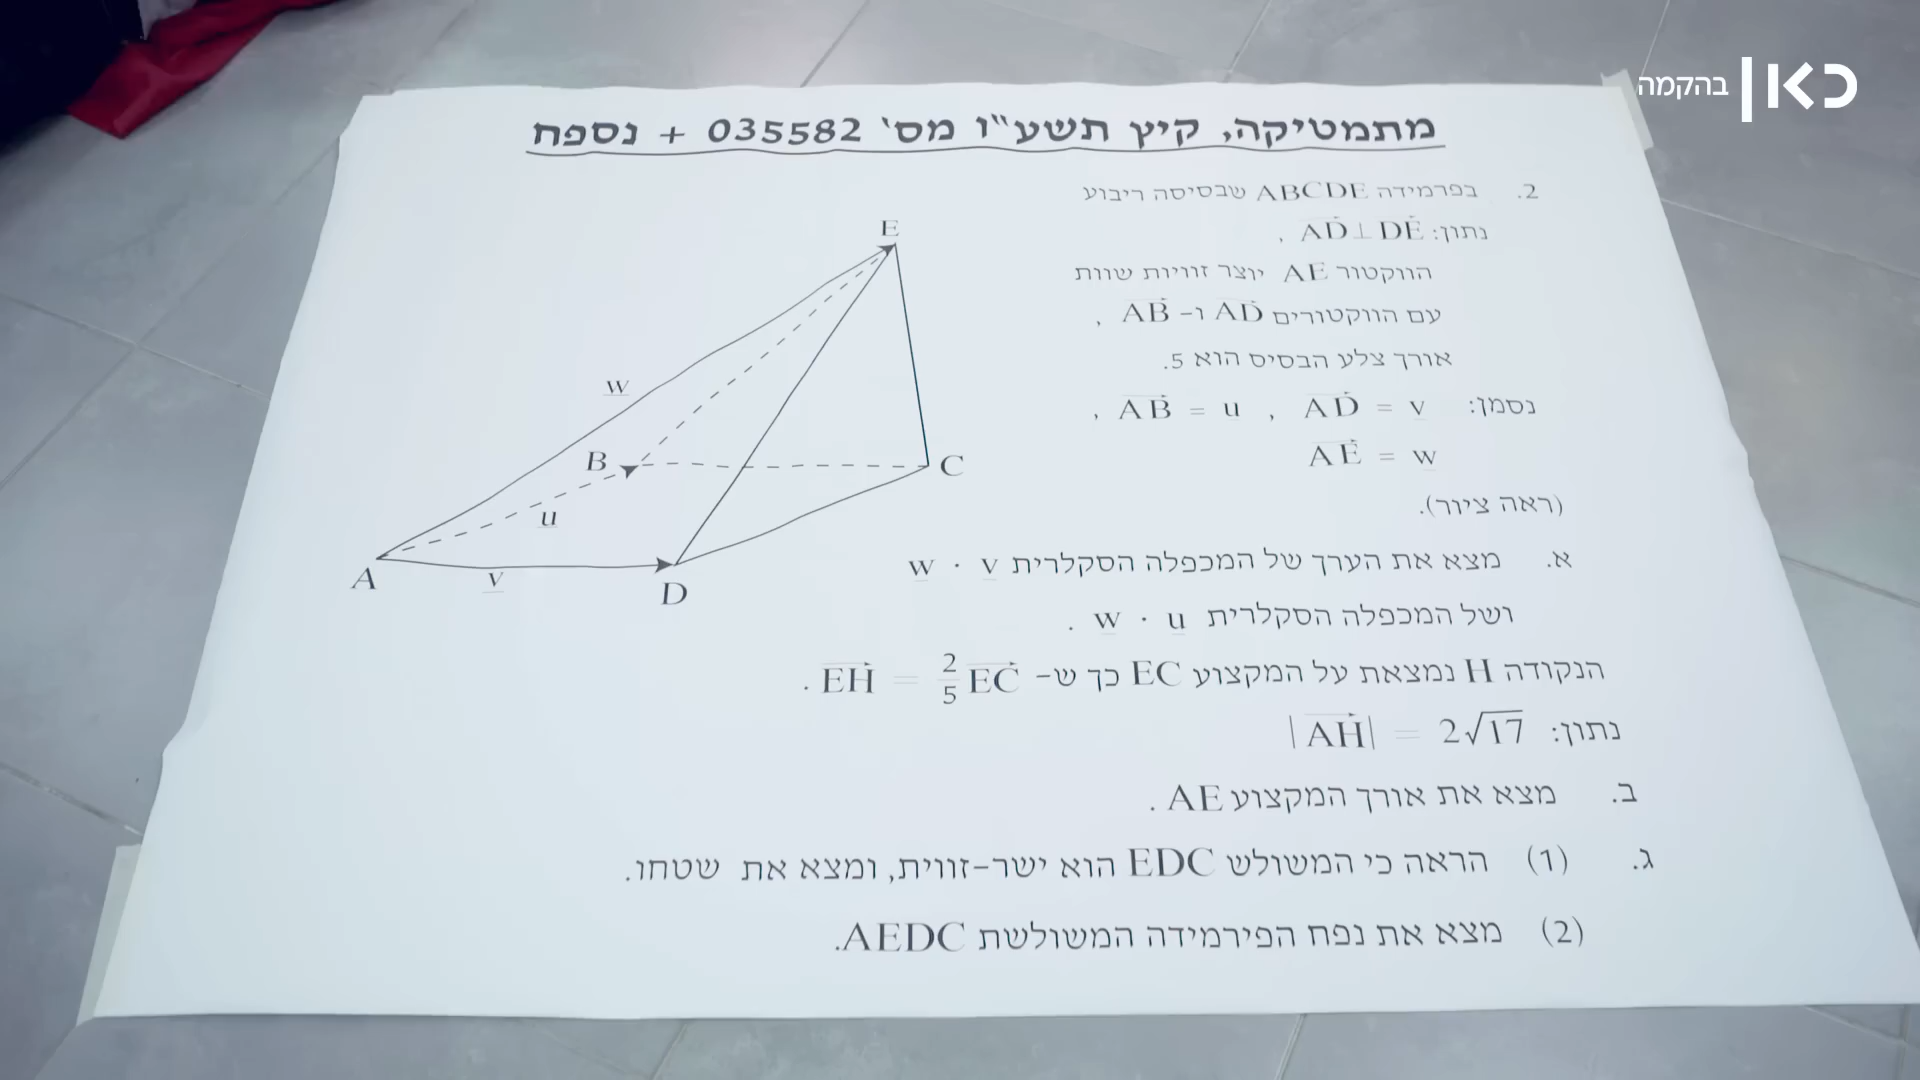 כאן
בהקמה
מתמטיקה, קיץ תשע"ו מס' 035582 + נספח
2. בפרמידה ABCDE שבסיסה ריבוע
נתון: AD⊥DE ,
הווקטור AE יוצר זוויות שוות
עם הווקטורים AD ו- AB ,
אורך צלע הבסיס הוא 5.
נסמן: AD = v , AB = u ,
AE = w
(ראה ציור).
E
w
B
C
u
A
v
D
א. מצא את הערך של המכפלה הסקלרית w · v
ושל המכפלה הסקלרית w · u .
הנקודה H נמצאת על המקצוע EC כך ש- EH = 2/5 EC .
נתון: |AH| = 2√17
ב. מצא את אורך המקצוע AE .
ג. (1) הראה כי המשולש EDC הוא ישר-זווית, ומצא את שטחו.
(2) מצא את נפח הפירמידה המשולשת AEDC.